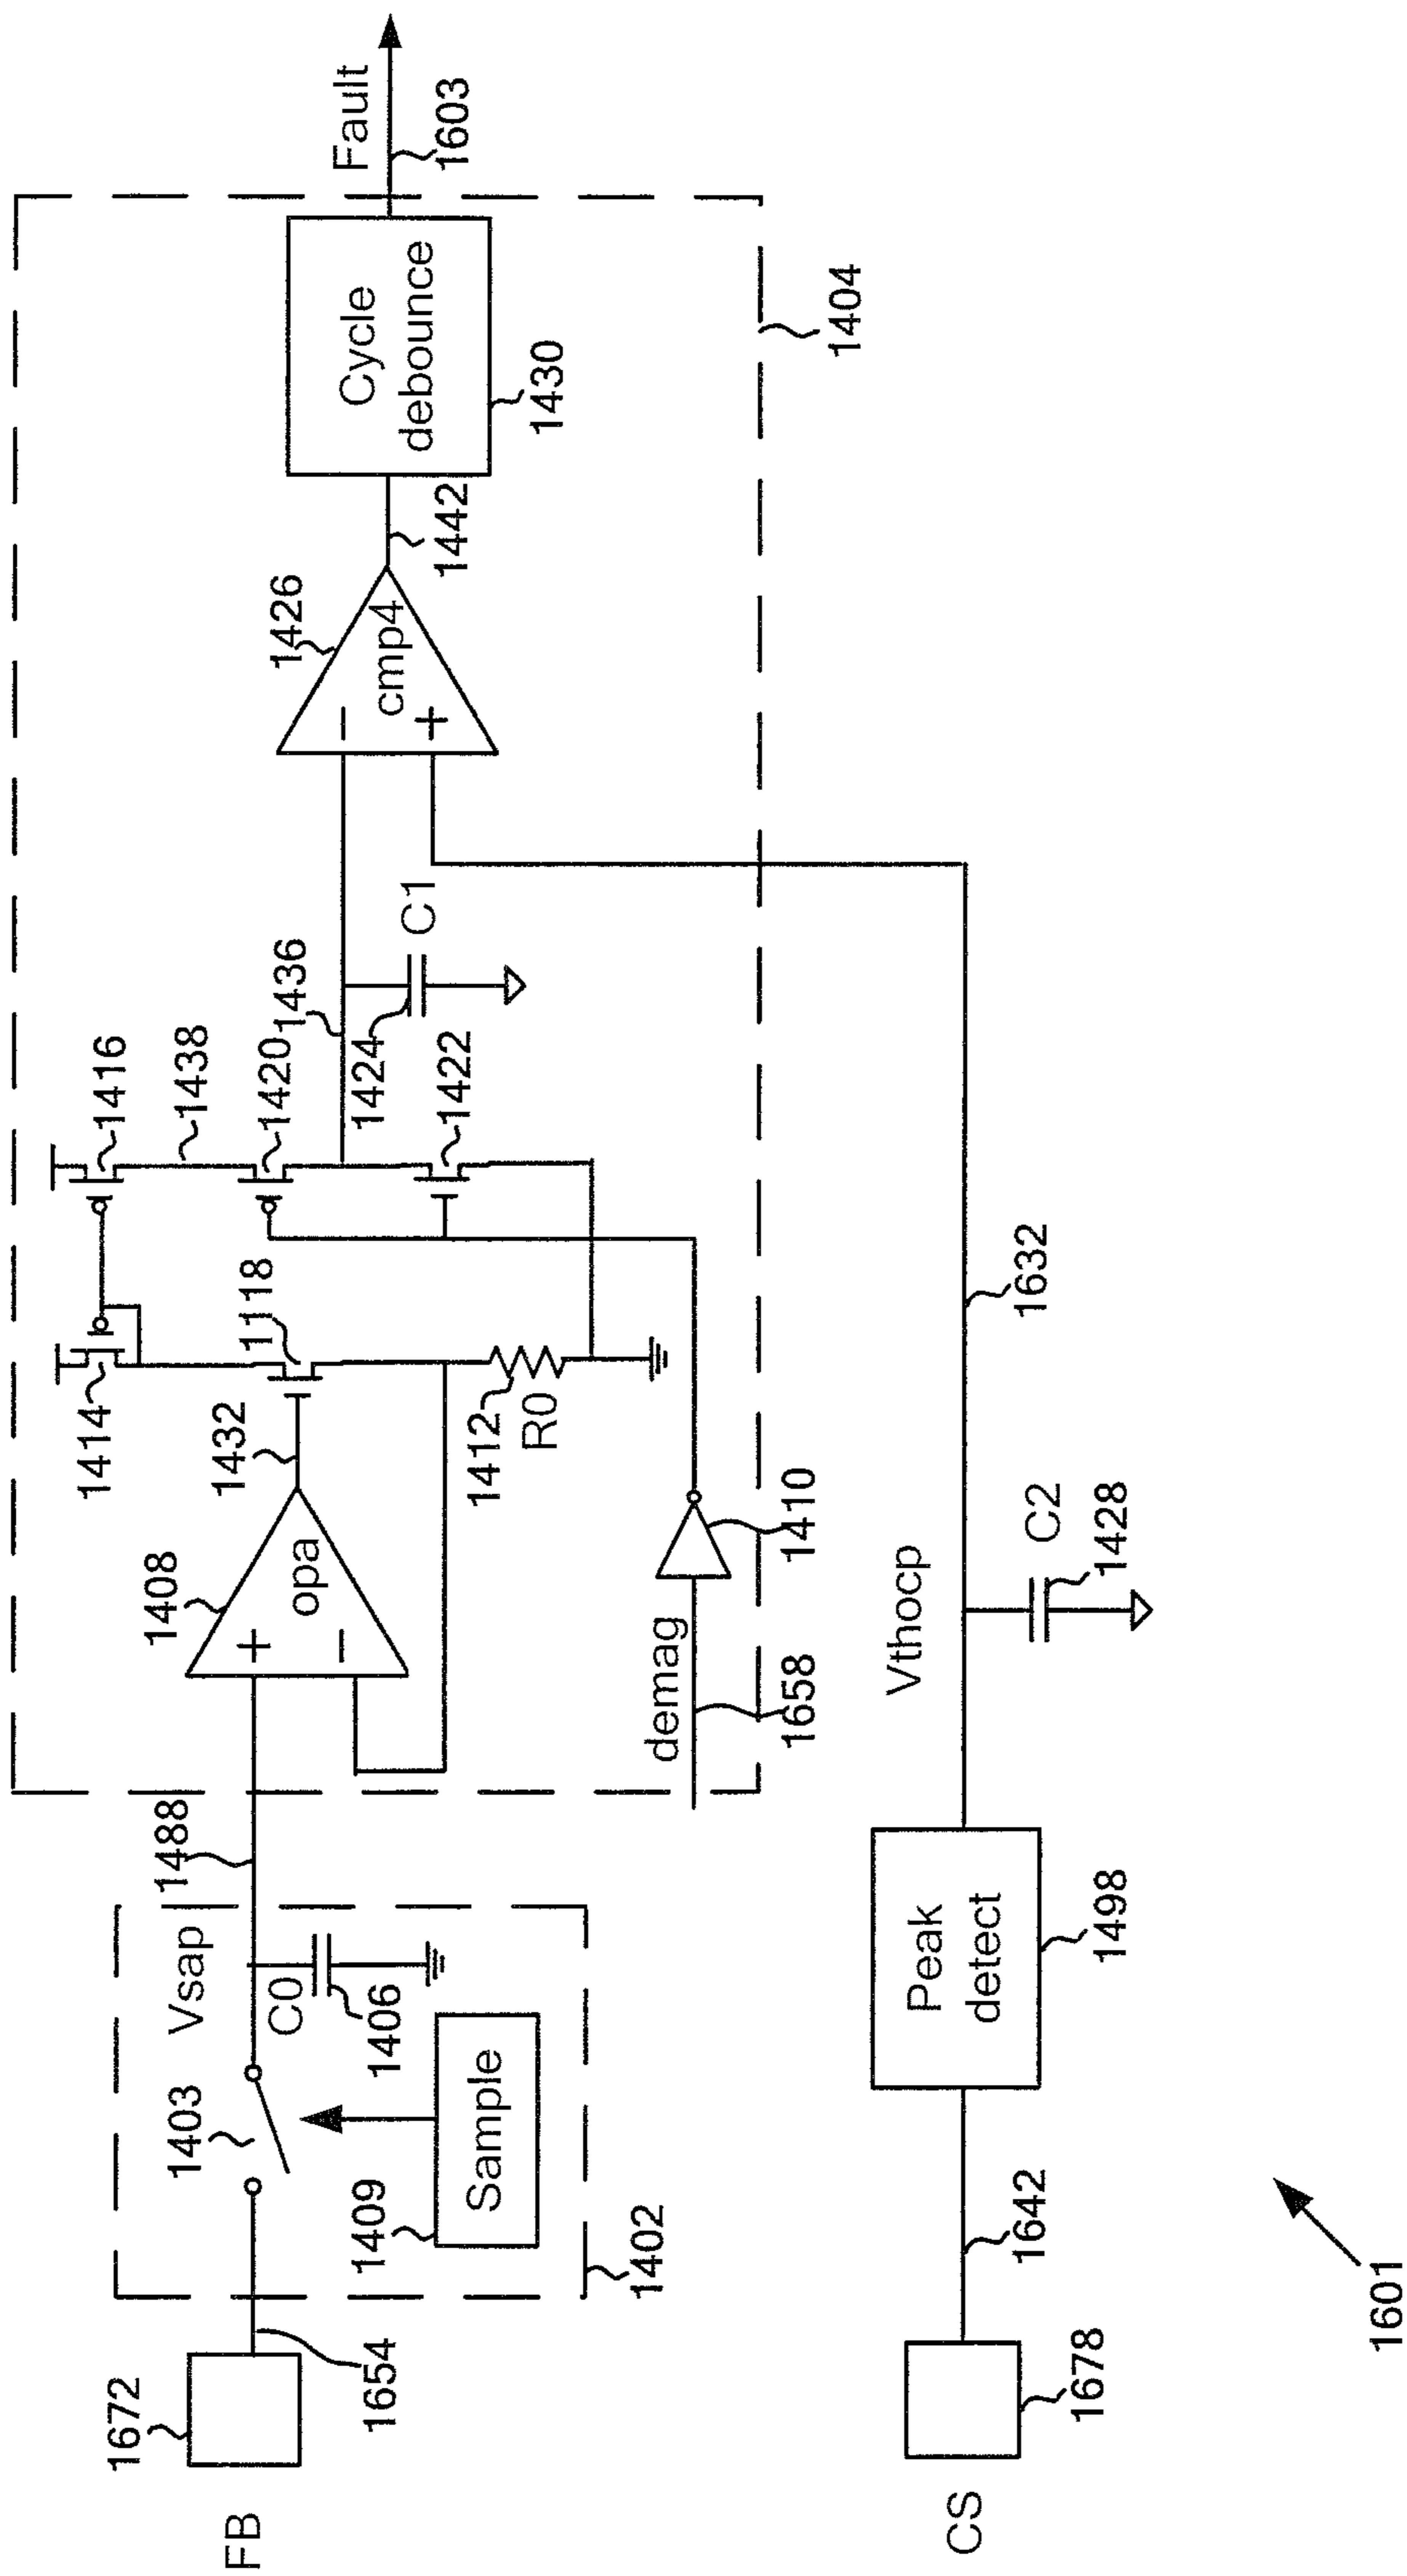 FB
1672
1654
1402
1403
1409
Sample
Vsap
C0
1406
1488
1404
1408
+
−
opa
1432
1414
1118
1412
R0
1416
1438
1420
1436
1424
C1
1422
demag
1658
1410
1426
−
+
cmp4
1442
Cycle
debounce
1430
Fault
1603
CS
1678
1642
Peak
detect
1498
Vthocp
C2
1428
1632
1601